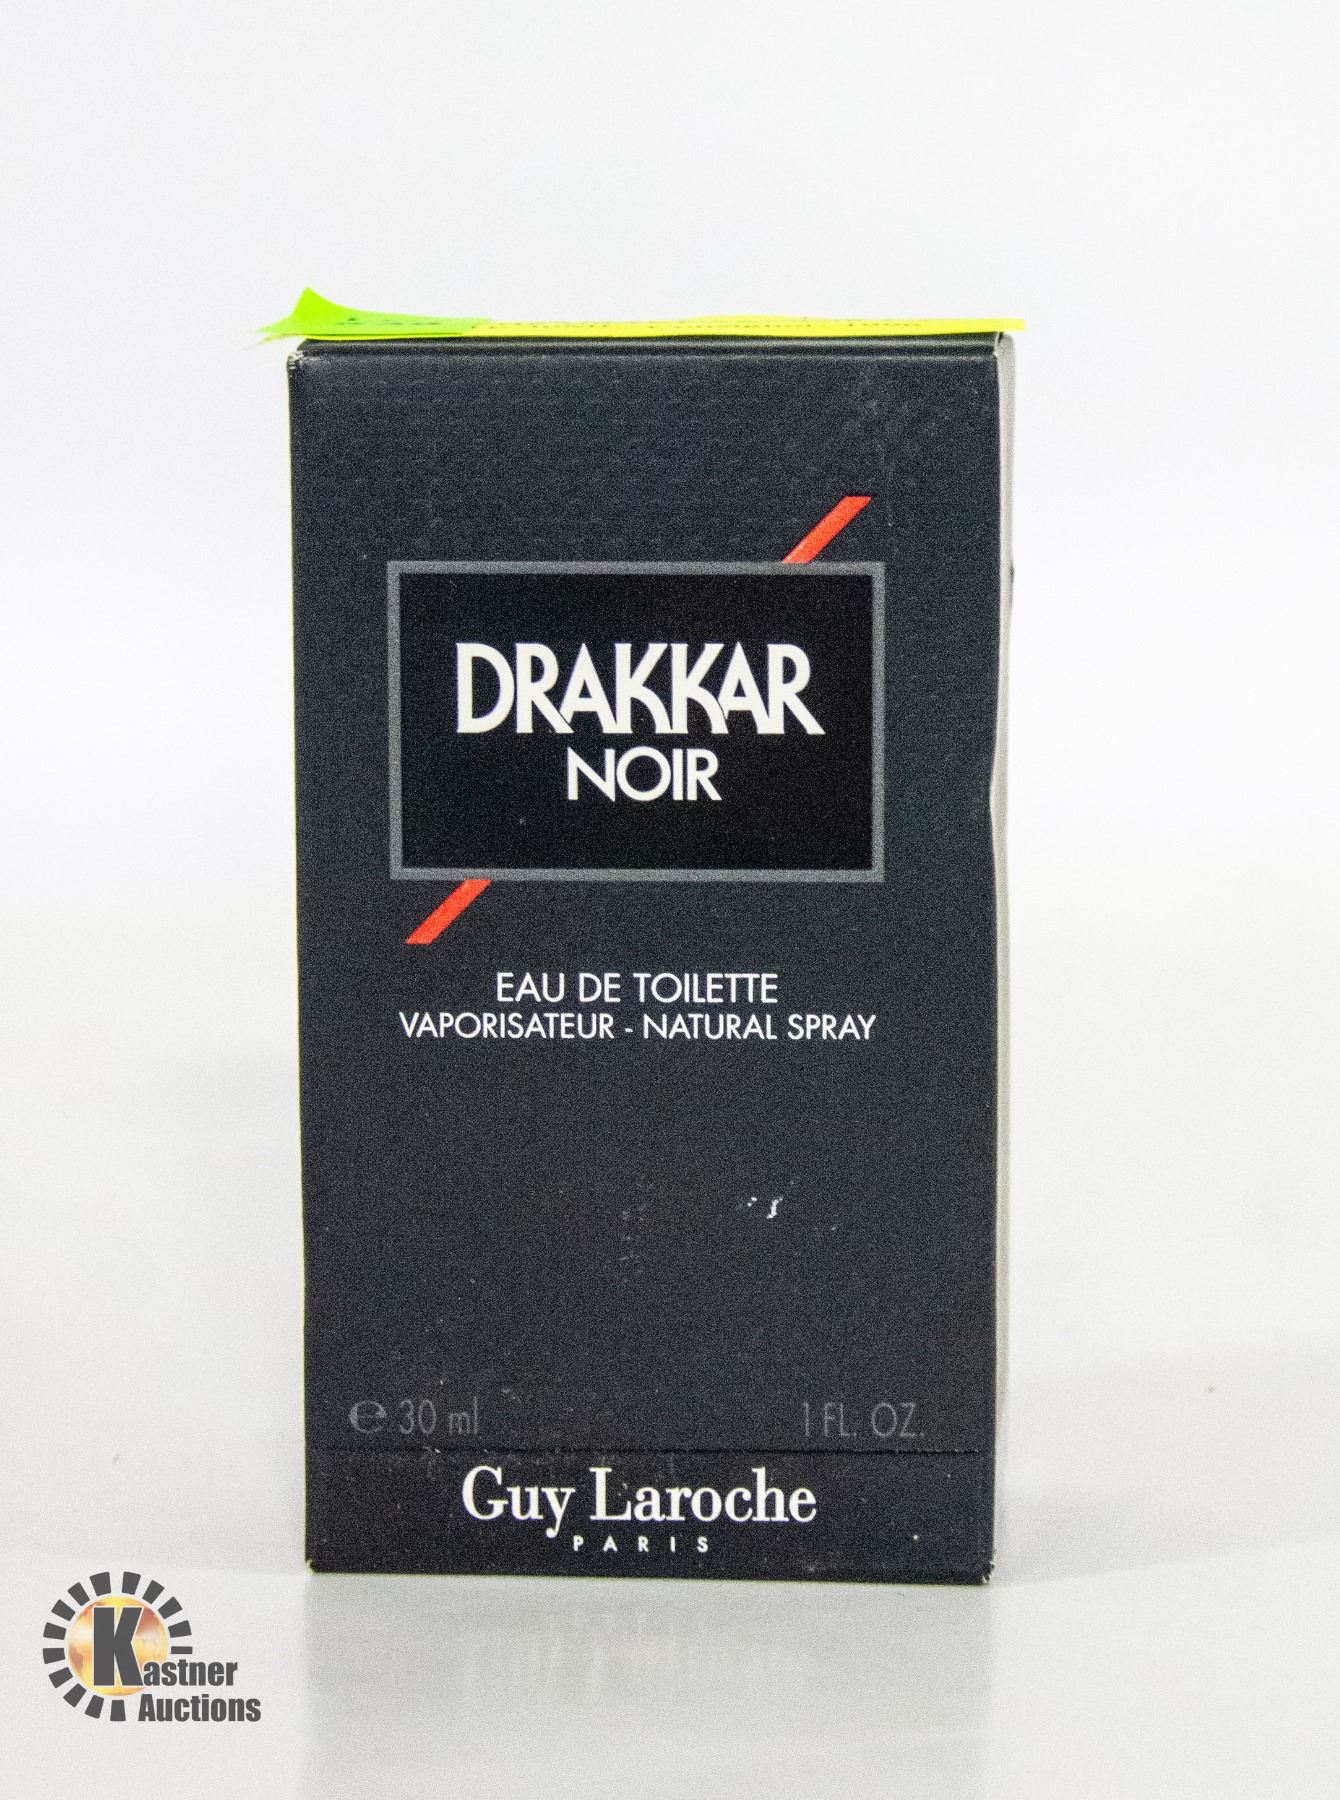 DRAKKAR
NOIR
EAU DE TOILETTE
VAPORISATEUR - NATURAL SPRAY
℮ 30 ml 1 FL. OZ.
Guy Laroche
PARIS
Kastner
Auctions